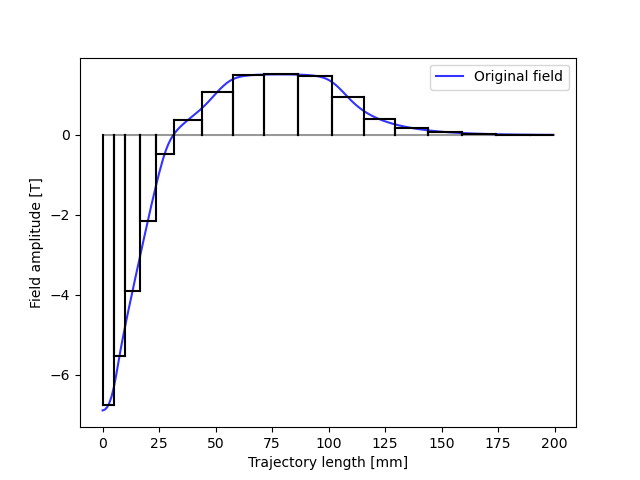 Original field
0
−2
−4
−6
Field amplitude [T]
0 25 50 75 100 125 150 175 200
Trajectory length [mm]